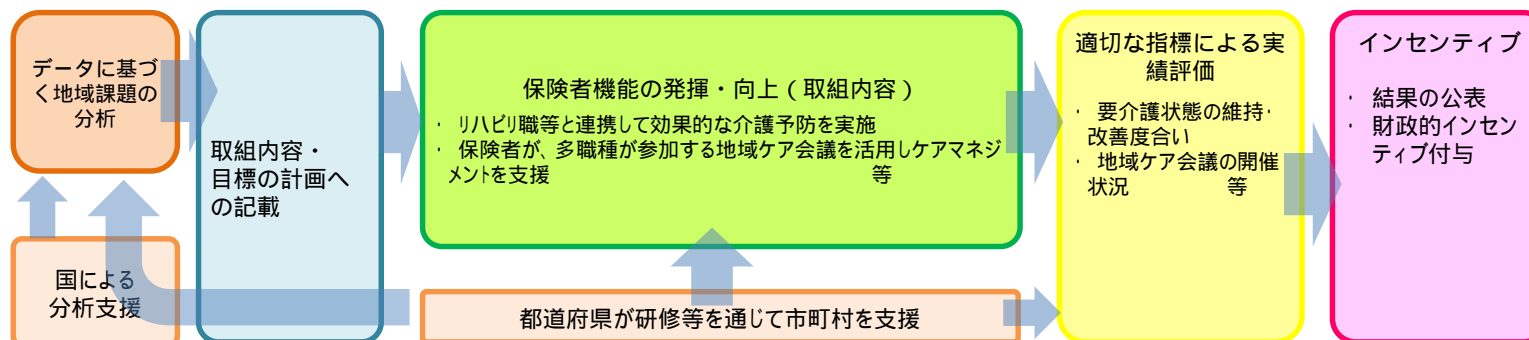 データに基づ
く地域課題の
分析
国による
分析支援
取組内容・
目標の計画へ
の記載
保険者機能の発揮・向上(取組内容)
・ リハビリ職等と連携して効果的な介護予防を実施
・ 保険者が、多職種が参加する地域ケア会議を活用しケアマネジ
メントを支援 等
都道府県が研修等を通じて市町村を支援
適切な指標による実
績評価
・ 要介護状態の維持・
改善度合い
・ 地域ケア会議の開催
状況 等
インセンティブ
・ 結果の公表
・ 財政的インセン
ティブ付与